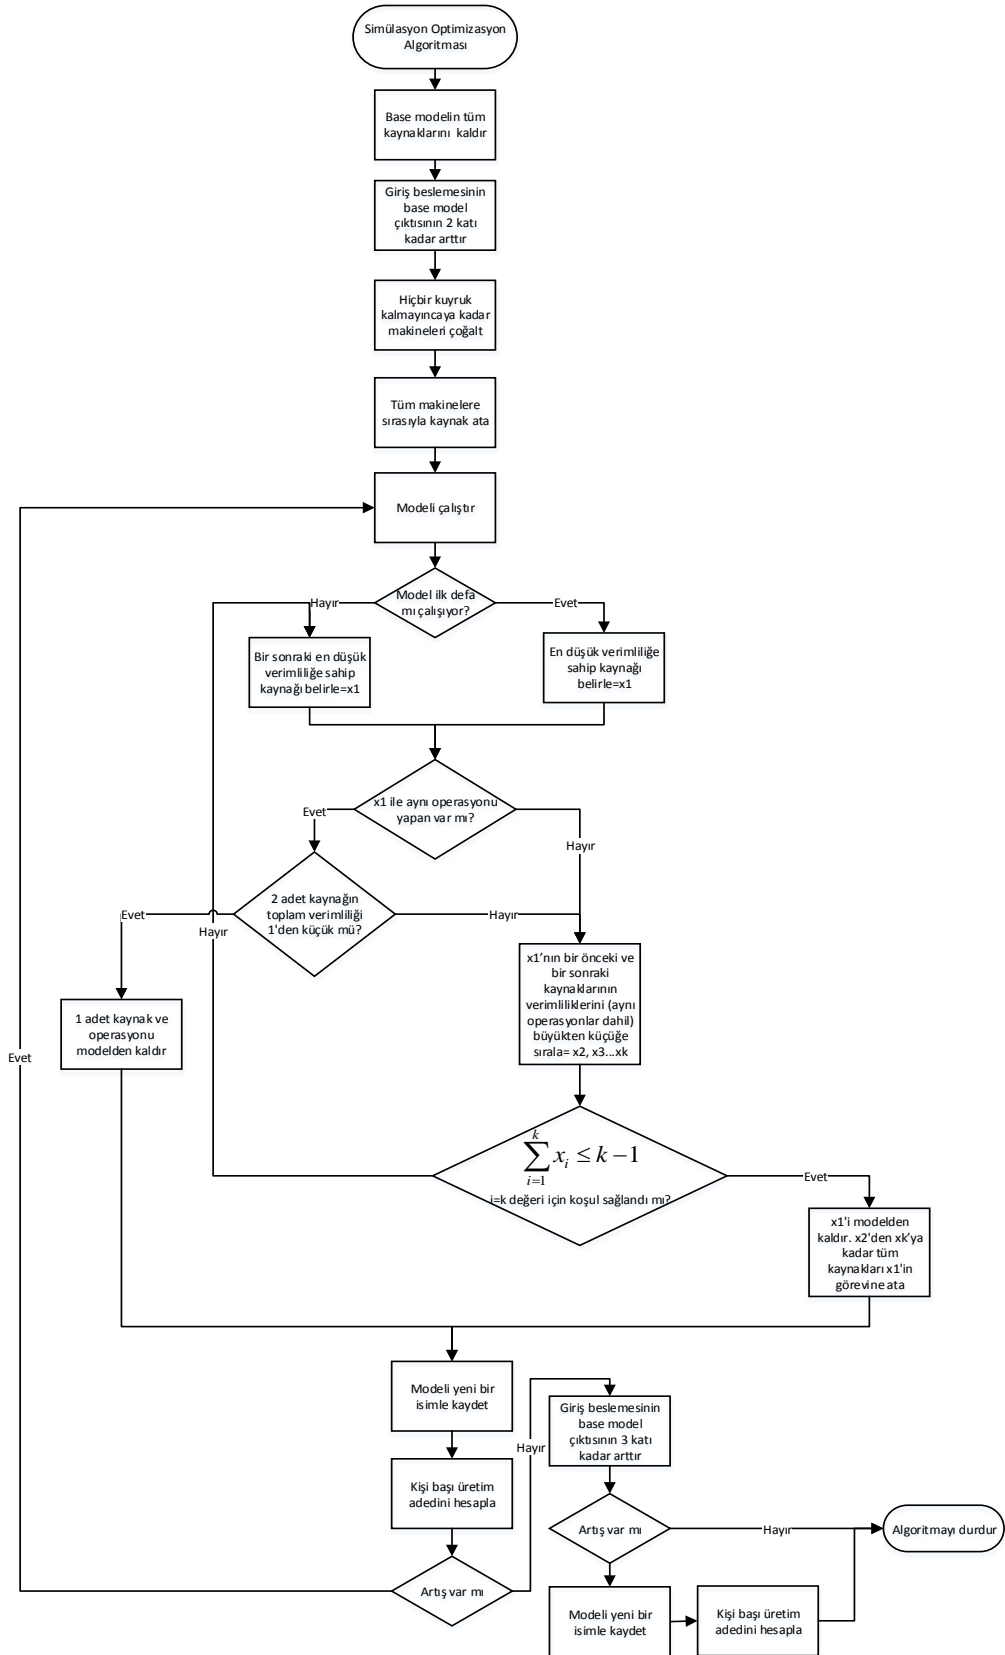 Simülasyon Optimizasyon
Algoritması
Base modelin tüm
kaynaklarını kaldır
Giriş beslemesinin
base model
çıktısının 2 katı
kadar arttır
Hiçbir kuyruk
kalmayıncaya kadar
makineleri çoğalt
Tüm makinelere
sırasıyla kaynak ata
Modeli çalıştır
Model ilk defa
mı çalışıyor?
Hayır
Evet
Bir sonraki en düşük
verimliliğe sahip
kaynağı belirle=x1
En düşük verimliliğe
sahip kaynağı
belirle=x1
x1 ile aynı operasyonu
yapan var mı?
Evet
Hayır
2 adet kaynağın
toplam verimliliği
1'den küçük mü?
Evet
Hayır
Hayır
x1’nın bir önceki ve
bir sonraki
kaynaklarının
verimliliklerini (aynı
operasyonlar dahil)
büyükten küçüğe
sırala= x2, x3...xk
1 adet kaynak ve
operasyonu
modelden kaldır
Evet
\sum_{i=1}^{k} x_i ≤ k − 1
i=k değeri için koşul sağlandı mı?
Evet
x1'i modelden
kaldır. x2'den xk’ya
kadar tüm
kaynakları x1'in
görevine ata
Modeli yeni bir
isimle kaydet
Kişi başı üretim
adedini hesapla
Artış var mı
Hayır
Giriş beslemesinin
base model
çıktısının 3 katı
kadar arttır
Artış var mı
Hayır
Algoritmayı durdur
Modeli yeni bir
isimle kaydet
Kişi başı üretim
adedini hesapla